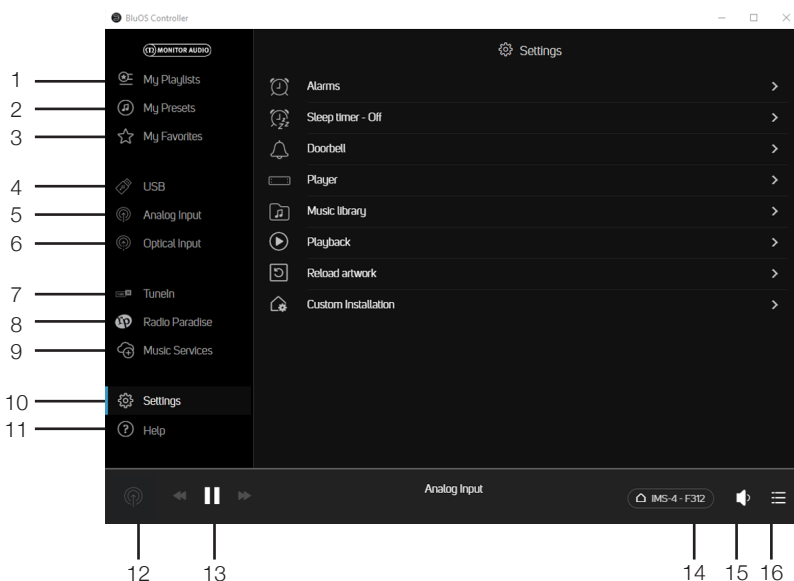 BluOS Controller
MONITOR AUDIO
Settings
1 My Playlists
2 My Presets
3 My Favorites
4 USB
5 Analog Input
6 Optical Input
7 TuneIn
8 rp Radio Paradise
9 Music Services
10 Settings
11 ? Help
Alarms
Sleep timer - Off
Doorbell
Player
Music library
Playback
Reload artwork
Custom Installation
Analog Input
IMS-4 - F312
12 13 14 15 16